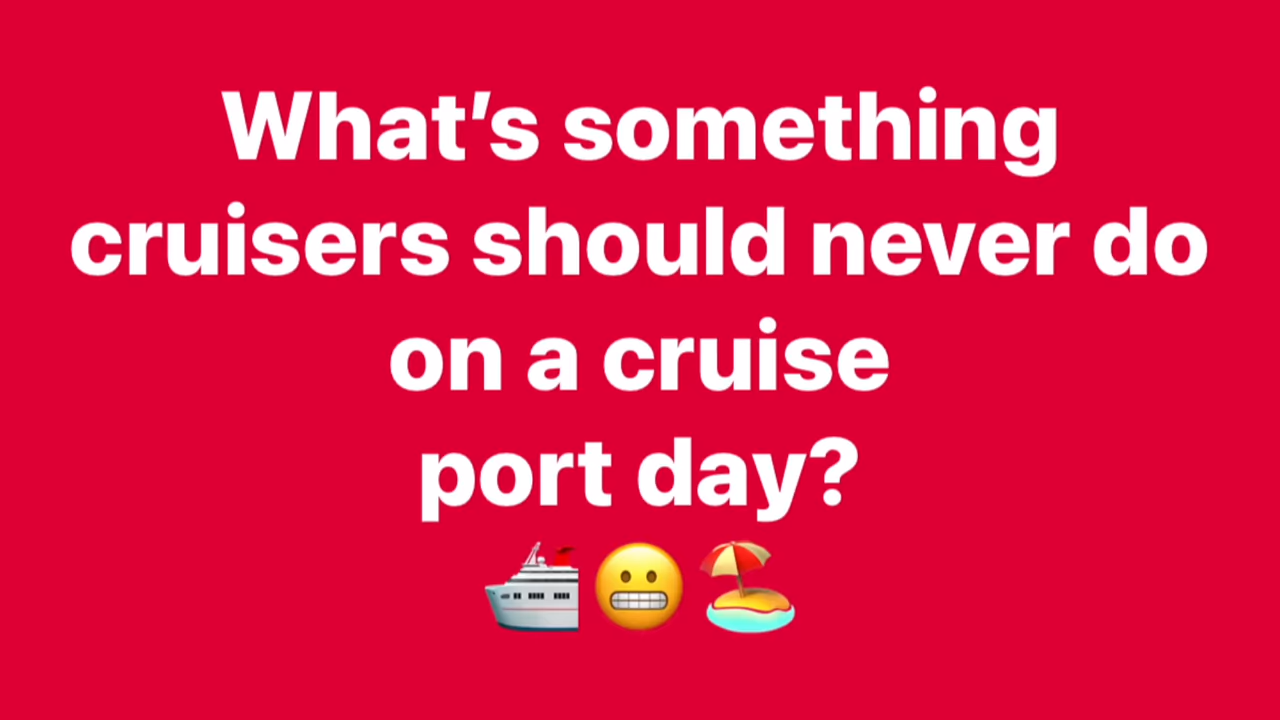 What’s something
cruisers should never do
on a cruise
port day?
🛳️😬🏖️